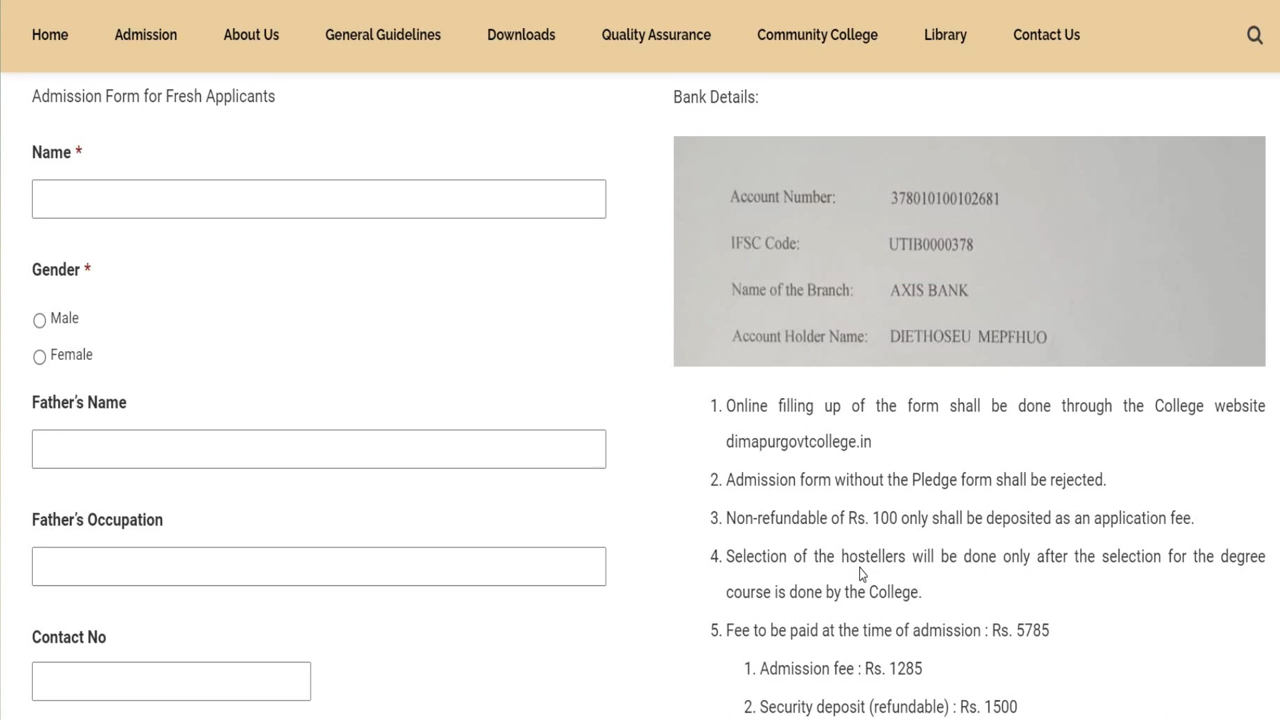 Home Admission About Us General Guidelines Downloads Quality Assurance Community College Library Contact Us
Admission Form for Fresh Applicants
Name *
Gender *
Male
Female
Father’s Name
Father’s Occupation
Contact No
Bank Details:
Account Number: 378010100102681
IFSC Code: UTIB0000378
Name of the Branch: AXIS BANK
Account Holder Name: DIETHOSEU MEPFHUO
1. Online filling up of the form shall be done through the College website
dimapurgovtcollege.in
2. Admission form without the Pledge form shall be rejected.
3. Non-refundable of Rs. 100 only shall be deposited as an application fee.
4. Selection of the hostellers will be done only after the selection for the degree
course is done by the College.
5. Fee to be paid at the time of admission : Rs. 5785
1. Admission fee : Rs. 1285
2. Security deposit (refundable) : Rs. 1500